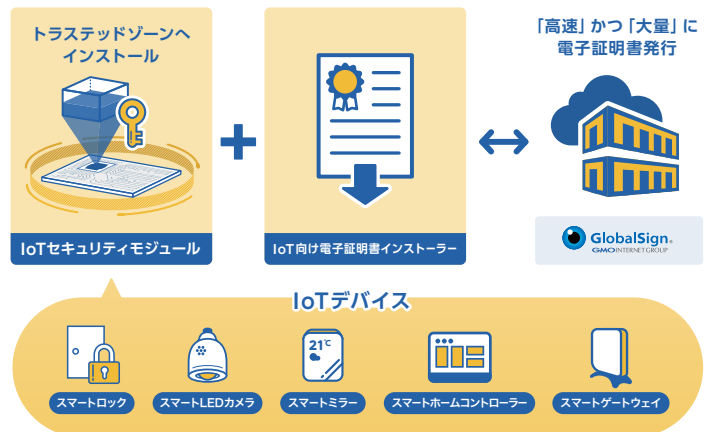 トラステッドゾーンへ
インストール
IoTセキュリティモジュール
IoT向け電子証明書インストーラー
「高速」かつ「大量」に
電子証明書発行
GlobalSign.
GMO INTERNET GROUP
IoTデバイス
21℃
スマートロック
スマートLEDカメラ
スマートミラー
スマートホームコントローラー
スマートゲートウェイ